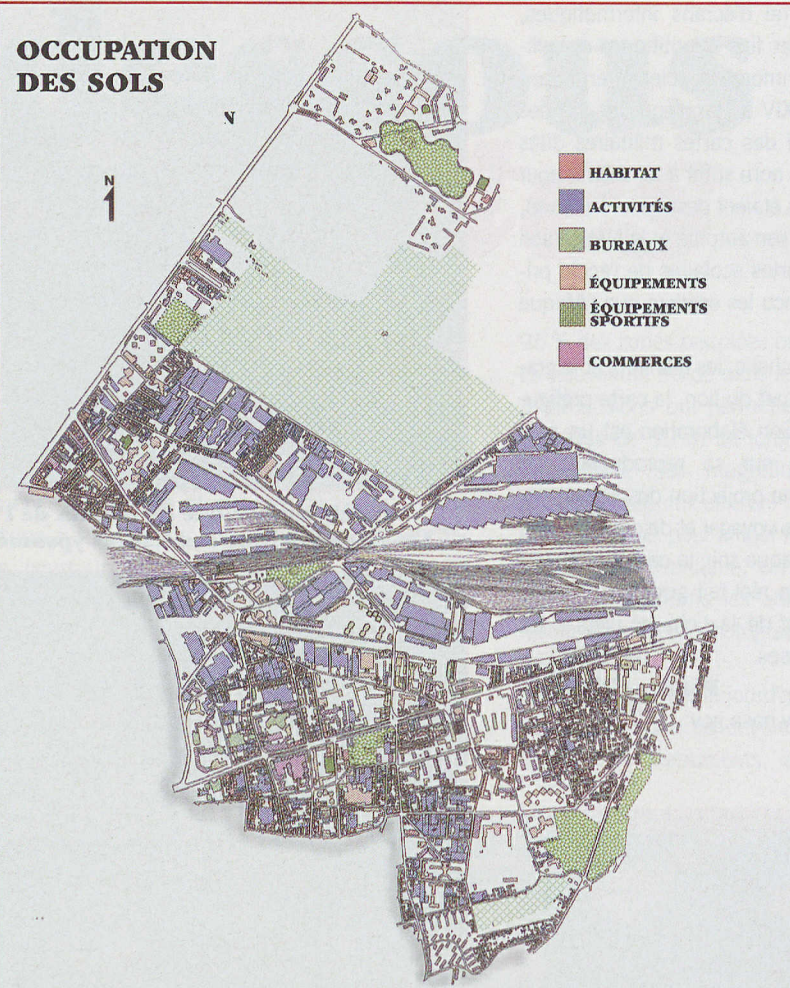 OCCUPATION
DES SOLS
N
N
HABITAT
ACTIVITÉS
BUREAUX
ÉQUIPEMENTS
ÉQUIPEMENTS
SPORTIFS
COMMERCES